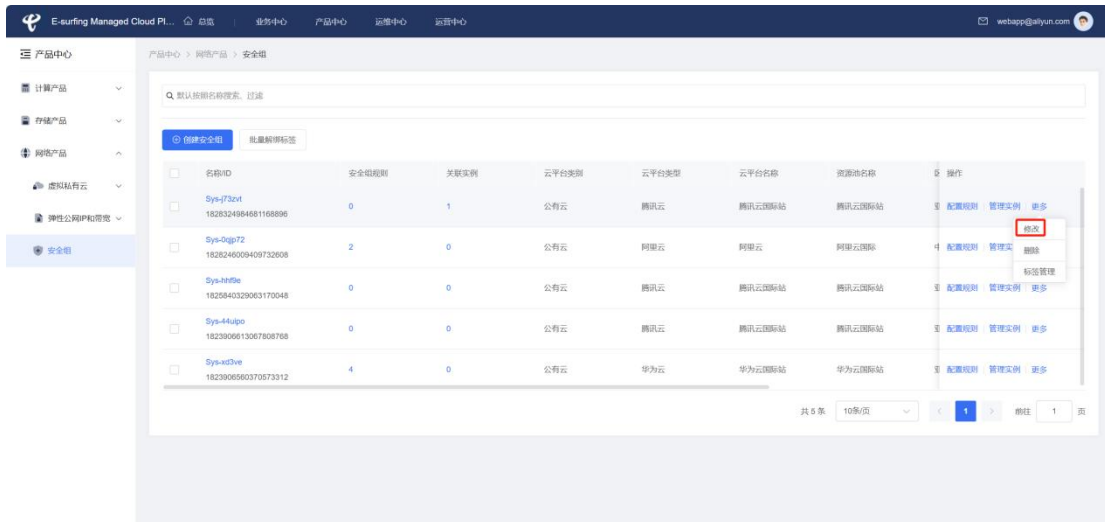 E-surfing Managed Cloud Pl... 总览 业务中心 产品中心 运维中心 运营中心 webapp@aliyun.com
产品中心
产品中心 > 网络产品 > 安全组
计算产品
存储产品
网络产品
虚拟私有云
弹性公网IP和带宽
安全组
默认按照名称搜索、过滤
创建安全组 批量解绑标签
名称/ID 安全组规则 关联实例 云平台类别 云平台类型 云平台名称 资源池名称 操作
Sys-j73zvt
1828324984681168896
0 1 公有云 腾讯云 腾讯云国际站 腾讯云国际站 配置规则 管理实例 更多
修改
删除
标签管理
Sys-0qjp72
1828246009409732608
2 0 公有云 阿里云 阿里云 阿里云国际 配置规则 管理实
Sys-hhf9e
1825840329063170048
0 0 公有云 腾讯云 腾讯云国际站 腾讯云国际站 配置规则 管理实例 更多
Sys-44uipo
1823906613067808768
0 0 公有云 腾讯云 腾讯云国际站 腾讯云国际站 配置规则 管理实例 更多
Sys-xd3ve
1823906560370573312
4 0 公有云 华为云 华为云国际站 华为云国际站 配置规则 管理实例 更多
共 5 条 10条/页 1 前往 1 页